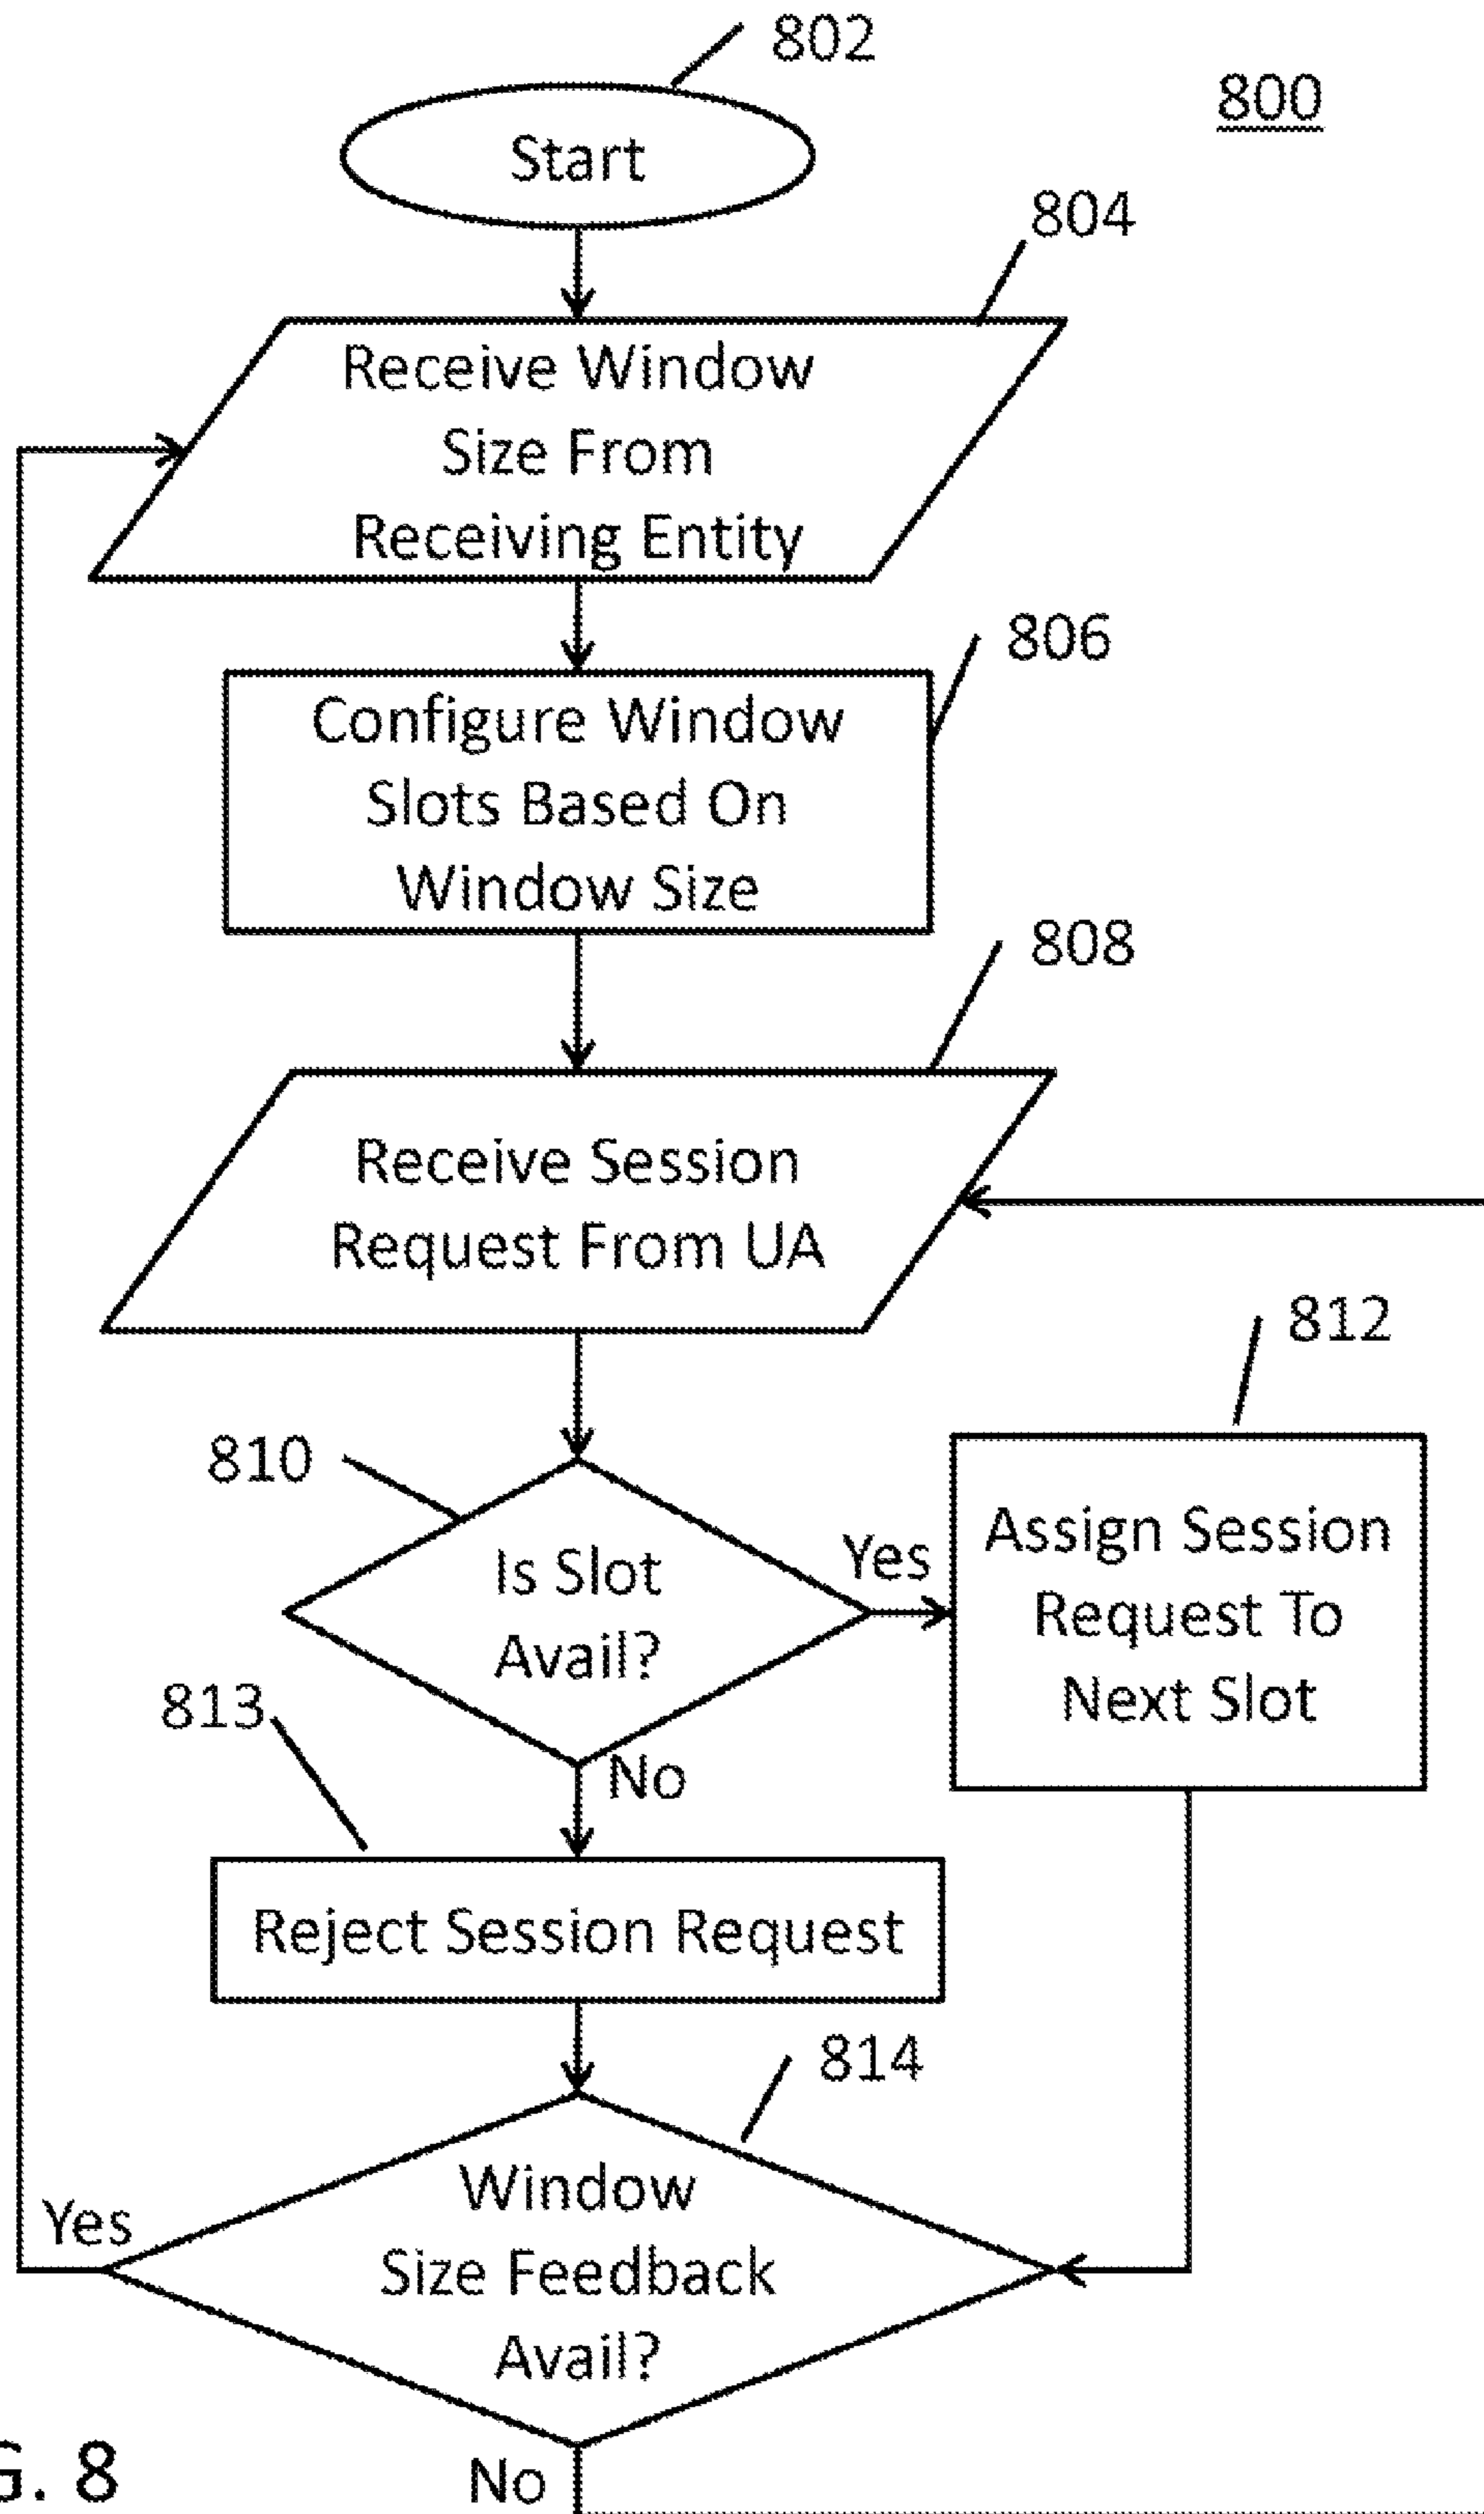 802
800
Start
804
Receive Window
Size From
Receiving Entity
806
Configure Window
Slots Based On
Window Size
808
Receive Session
Request From UA
812
810
Is Slot
Avail?
Yes
Assign Session
Request To
Next Slot
813
No
Reject Session Request
814
Window
Size Feedback
Avail?
Yes
No
G. 8